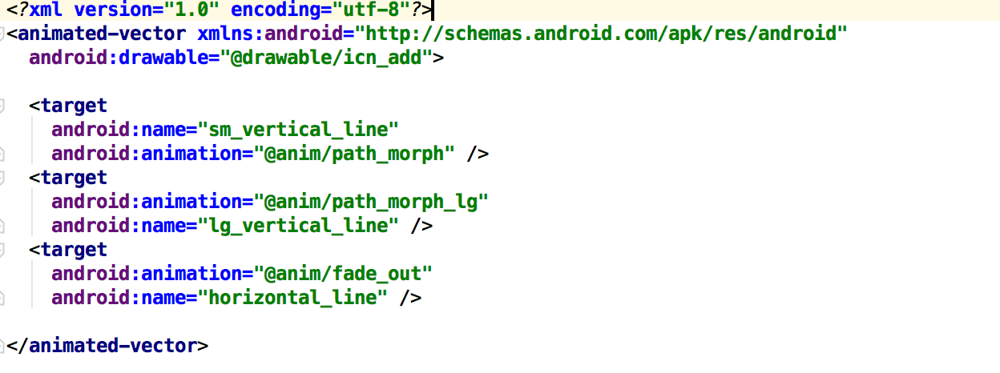 <?xml version="1.0" encoding="utf-8"?>
<animated-vector xmlns:android="http://schemas.android.com/apk/res/android"
  android:drawable="@drawable/icn_add">
  <target
    android:name="sm_vertical_line"
    android:animation="@anim/path_morph" />
  <target
    android:animation="@anim/path_morph_lg"
    android:name="lg_vertical_line" />
  <target
    android:animation="@anim/fade_out"
    android:name="horizontal_line" />
</animated-vector>